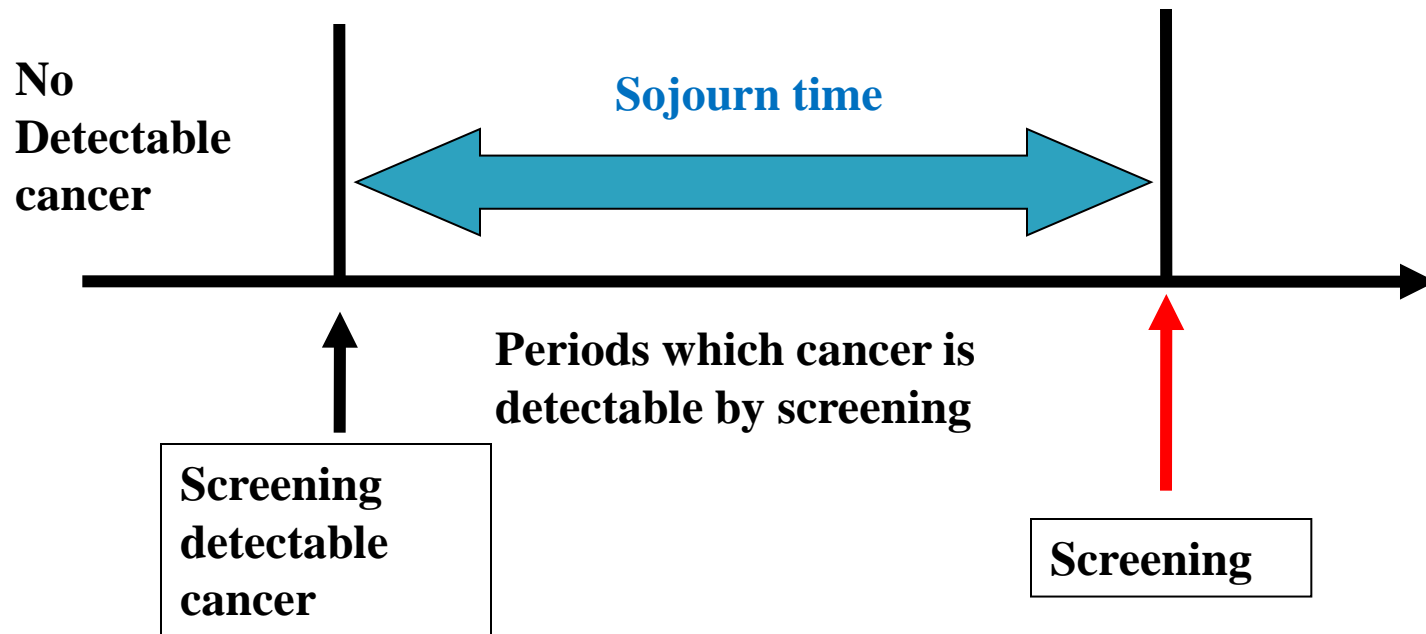 No
Detectable
cancer
Sojourn time
Periods which cancer is
detectable by screening
Screening
detectable
cancer
Screening